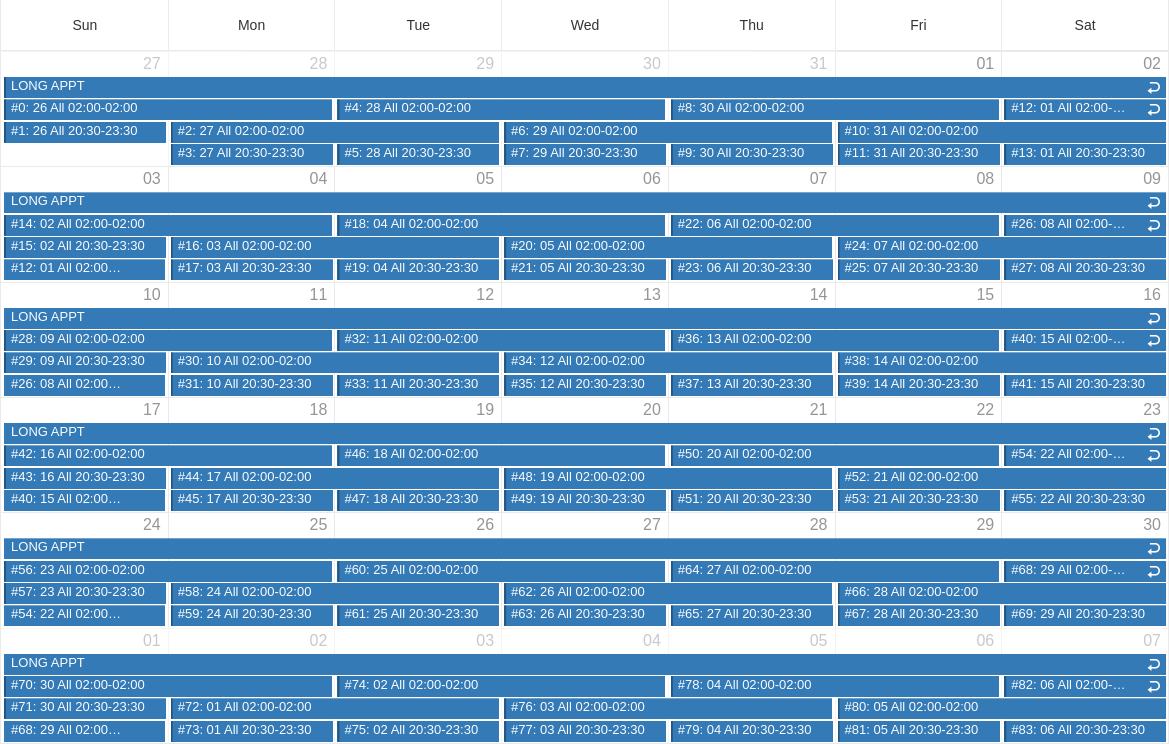 Sun Mon Tue Wed Thu Fri Sat
27 28 29 30 31 01 02
LONG APPT
#0: 26 All 02:00-02:00 #4: 28 All 02:00-02:00 #8: 30 All 02:00-02:00 #12: 01 All 02:00-…
#1: 26 All 20:30-23:30 #2: 27 All 02:00-02:00 #6: 29 All 02:00-02:00 #10: 31 All 02:00-02:00
#3: 27 All 20:30-23:30 #5: 28 All 20:30-23:30 #7: 29 All 20:30-23:30 #9: 30 All 20:30-23:30 #11: 31 All 20:30-23:30 #13: 01 All 20:30-23:30
03 04 05 06 07 08 09
LONG APPT
#14: 02 All 02:00-02:00 #18: 04 All 02:00-02:00 #22: 06 All 02:00-02:00 #26: 08 All 02:00-…
#15: 02 All 20:30-23:30 #16: 03 All 02:00-02:00 #20: 05 All 02:00-02:00 #24: 07 All 02:00-02:00
#12: 01 All 02:00… #17: 03 All 20:30-23:30 #19: 04 All 20:30-23:30 #21: 05 All 20:30-23:30 #23: 06 All 20:30-23:30 #25: 07 All 20:30-23:30 #27: 08 All 20:30-23:30
10 11 12 13 14 15 16
LONG APPT
#28: 09 All 02:00-02:00 #32: 11 All 02:00-02:00 #36: 13 All 02:00-02:00 #40: 15 All 02:00-…
#29: 09 All 20:30-23:30 #30: 10 All 02:00-02:00 #34: 12 All 02:00-02:00 #38: 14 All 02:00-02:00
#26: 08 All 02:00… #31: 10 All 20:30-23:30 #33: 11 All 20:30-23:30 #35: 12 All 20:30-23:30 #37: 13 All 20:30-23:30 #39: 14 All 20:30-23:30 #41: 15 All 20:30-23:30
17 18 19 20 21 22 23
LONG APPT
#42: 16 All 02:00-02:00 #46: 18 All 02:00-02:00 #50: 20 All 02:00-02:00 #54: 22 All 02:00-…
#43: 16 All 20:30-23:30 #44: 17 All 02:00-02:00 #48: 19 All 02:00-02:00 #52: 21 All 02:00-02:00
#40: 15 All 02:00… #45: 17 All 20:30-23:30 #47: 18 All 20:30-23:30 #49: 19 All 20:30-23:30 #51: 20 All 20:30-23:30 #53: 21 All 20:30-23:30 #55: 22 All 20:30-23:30
24 25 26 27 28 29 30
LONG APPT
#56: 23 All 02:00-02:00 #60: 25 All 02:00-02:00 #64: 27 All 02:00-02:00 #68: 29 All 02:00-…
#57: 23 All 20:30-23:30 #58: 24 All 02:00-02:00 #62: 26 All 02:00-02:00 #66: 28 All 02:00-02:00
#54: 22 All 02:00… #59: 24 All 20:30-23:30 #61: 25 All 20:30-23:30 #63: 26 All 20:30-23:30 #65: 27 All 20:30-23:30 #67: 28 All 20:30-23:30 #69: 29 All 20:30-23:30
01 02 03 04 05 06 07
LONG APPT
#70: 30 All 02:00-02:00 #74: 02 All 02:00-02:00 #78: 04 All 02:00-02:00 #82: 06 All 02:00-…
#71: 30 All 20:30-23:30 #72: 01 All 02:00-02:00 #76: 03 All 02:00-02:00 #80: 05 All 02:00-02:00
#68: 29 All 02:00… #73: 01 All 20:30-23:30 #75: 02 All 20:30-23:30 #77: 03 All 20:30-23:30 #79: 04 All 20:30-23:30 #81: 05 All 20:30-23:30 #83: 06 All 20:30-23:30